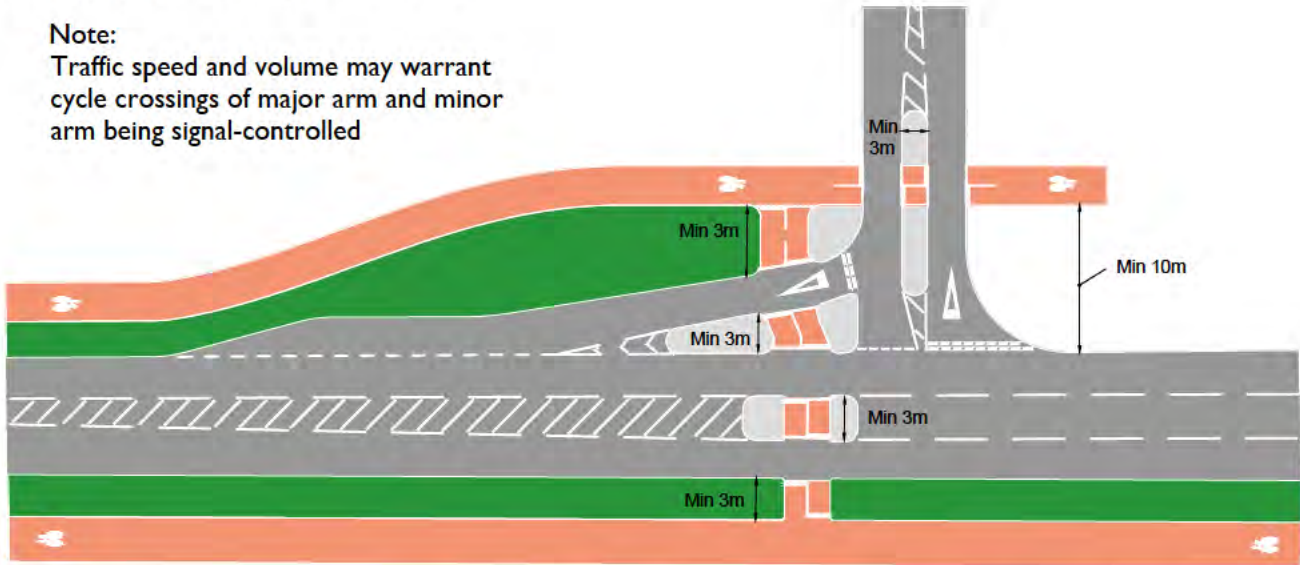 Note:
Traffic speed and volume may warrant
cycle crossings of major arm and minor
arm being signal-controlled
Min
3m
Min 3m
Min 10m
Min 3m
Min 3m
Min 3m